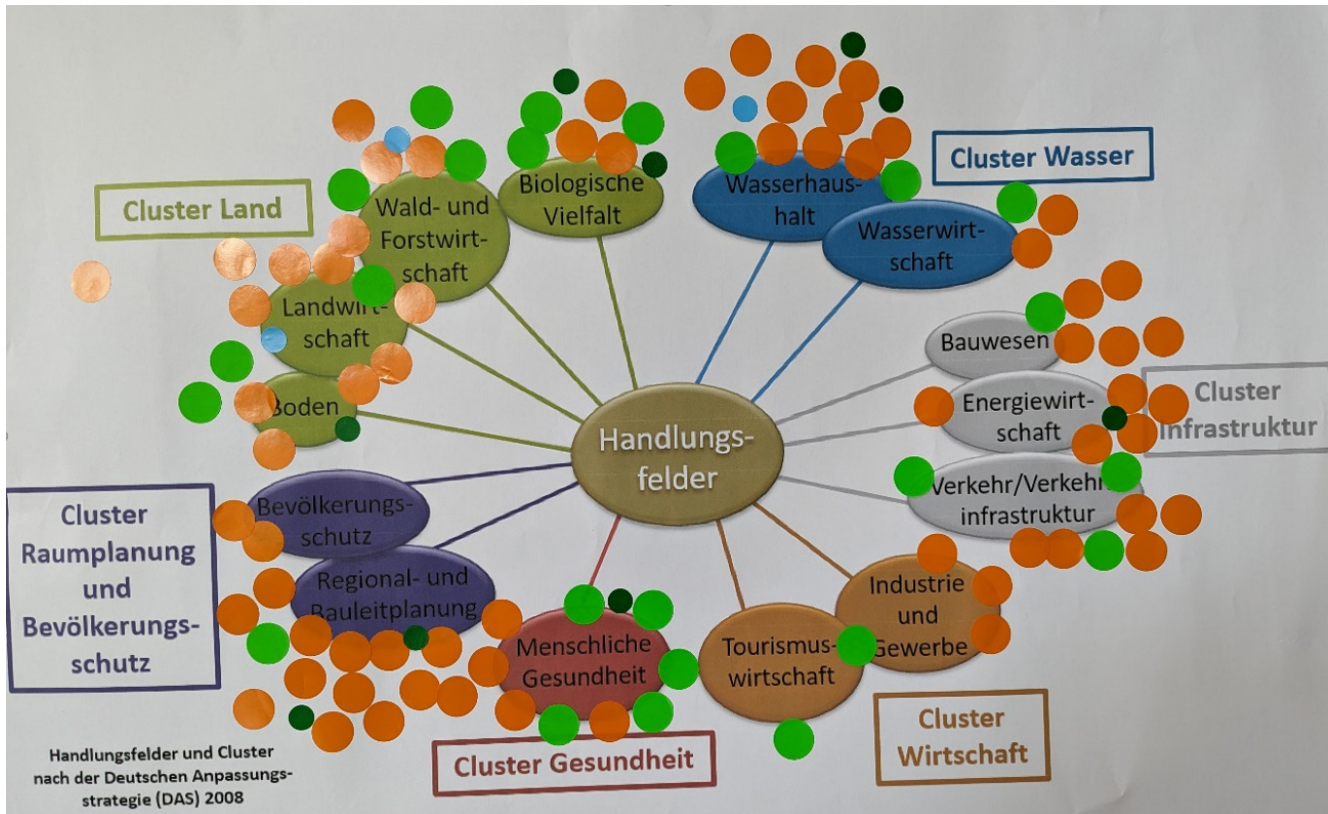 Cluster Land
Wald- und
Forstwirt-
schaft
Biologische
Vielfalt
Wasserhaus-
halt
Cluster Wasser
Wasserwirt-
schaft
Landwirt-
schaft
Boden
Bauwesen
Energiewirt-
schaft
Cluster
Infrastruktur
Verkehr/Verkehrs-
infrastruktur
Handlungs-
felder
Cluster
Raumplanung
und
Bevölkerungs-
schutz
Bevölkerungs-
schutz
Regional- und
Bauleitplanung
Menschliche
Gesundheit
Tourismus-
wirtschaft
Industrie
und
Gewerbe
Cluster Gesundheit
Cluster
Wirtschaft
Handlungsfelder und Cluster
nach der Deutschen Anpassungs-
strategie (DAS) 2008